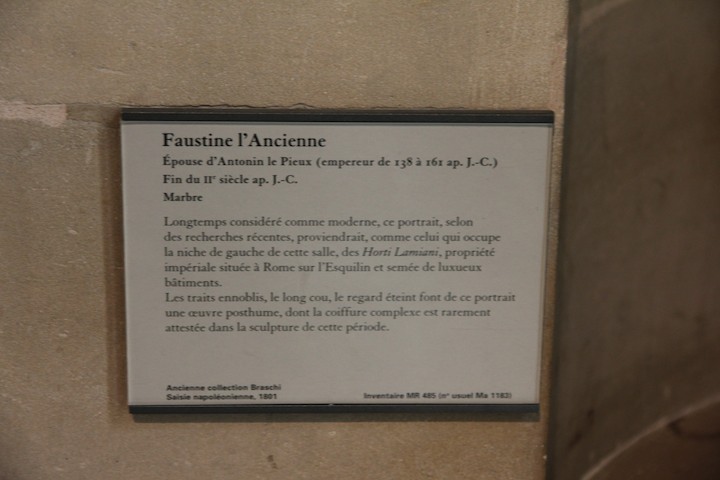 Faustine l'Ancienne
Épouse d'Antonin le Pieux (empereur de 138 à 161 ap. J.-C.)
Fin du IIe siècle ap. J.-C.
Marbre
Longtemps considéré comme moderne, ce portrait, selon
des recherches récentes, proviendrait, comme celui qui occupe
la niche de gauche de cette salle, des Horti Lamiani, propriété
impériale située à Rome sur l'Esquilin et semée de luxueux
bâtiments.
Les traits ennoblis, le long cou, le regard éteint font de ce portrait
une œuvre posthume, dont la coiffure complexe est rarement
attestée dans la sculpture de cette période.
Ancienne collection Braschi
Saisie napoléonienne, 1801
Inventaire MR 485 (n° usuel Ma 1182)